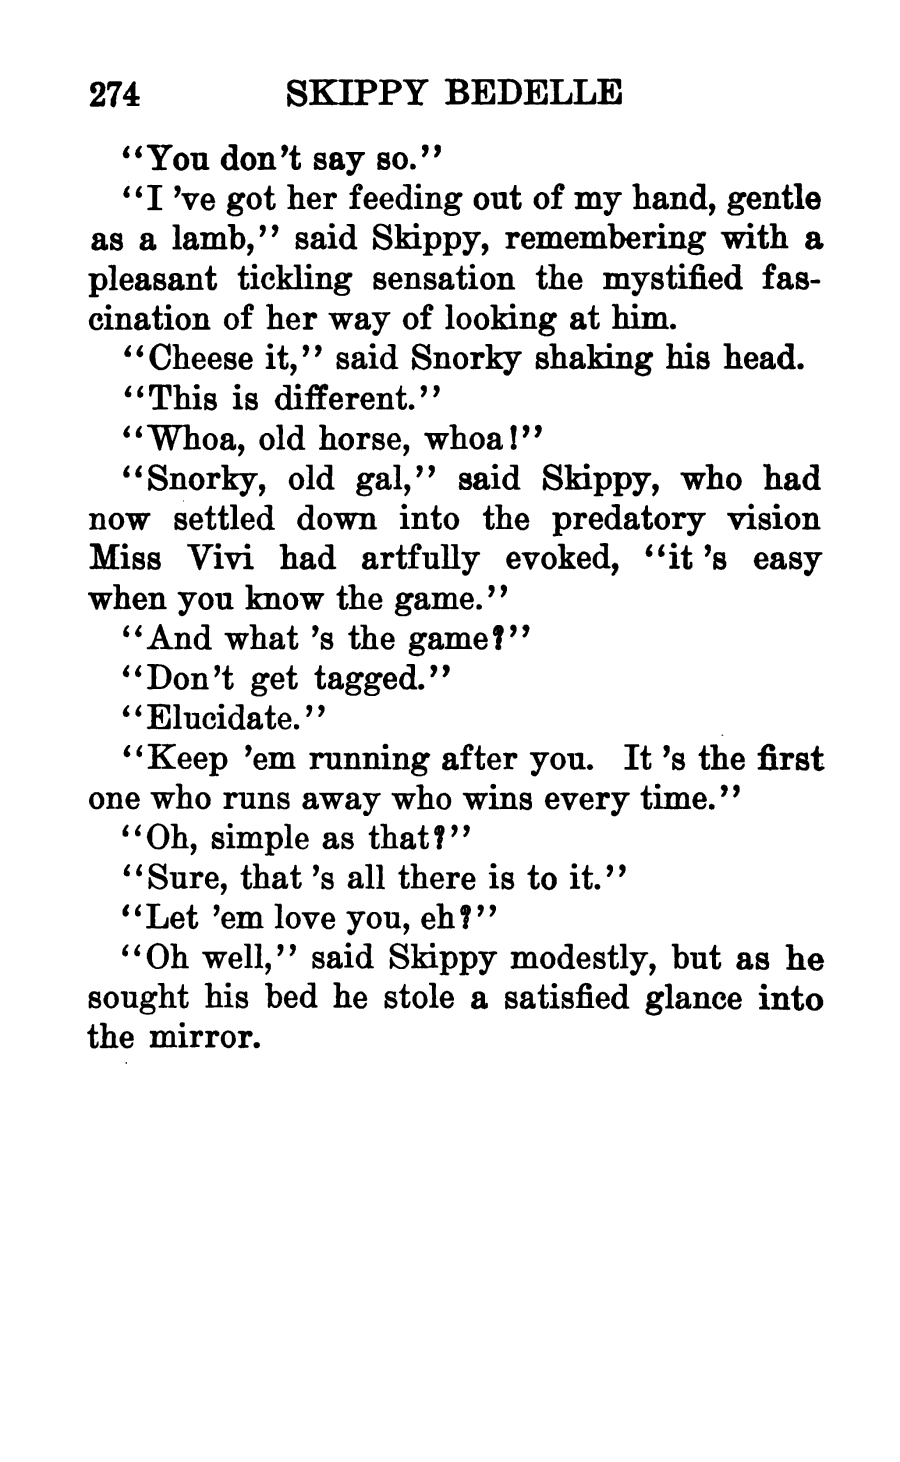 274 SKIPPY BEDELLE
“You don’t say so.”
“I ’ve got her feeding out of my hand, gentle
as a lamb,” said Skippy, remembering with a
pleasant tickling sensation the mystified fas-
cination of her way of looking at him.
“Cheese it,” said Snorky shaking his head.
“This is different.”
“Whoa, old horse, whoa!”
“Snorky, old gal,” said Skippy, who had
now settled down into the predatory vision
Miss Vivi had artfully evoked, “it ’s easy
when you know the game.”
“And what ’s the game?”
“Don’t get tagged.”
“Elucidate.”
“Keep ’em running after you. It ’s the first
one who runs away who wins every time.”
“Oh, simple as that?”
“Sure, that ’s all there is to it.”
“Let ’em love you, eh?”
“Oh well,” said Skippy modestly, but as he
sought his bed he stole a satisfied glance into
the mirror.